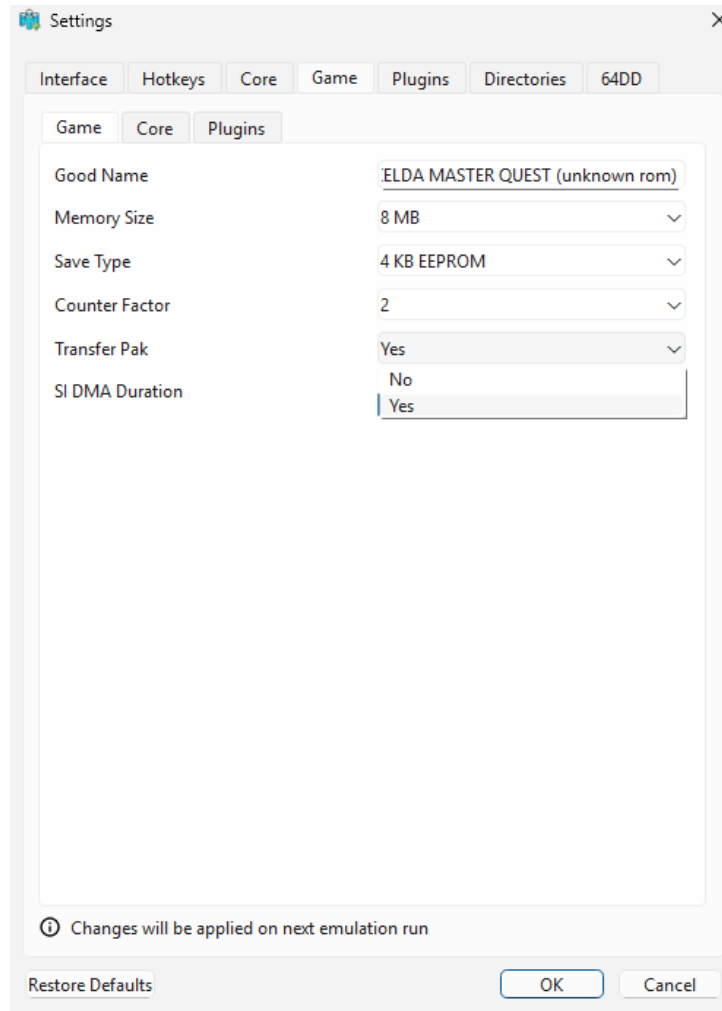 Settings
Interface Hotkeys Core Game Plugins Directories 64DD
Game Core Plugins
Good Name ELDA MASTER QUEST (unknown rom)
Memory Size 8 MB
Save Type 4 KB EEPROM
Counter Factor 2
Transfer Pak Yes
No
SI DMA Duration
Yes
Changes will be applied on next emulation run
Restore Defaults OK Cancel